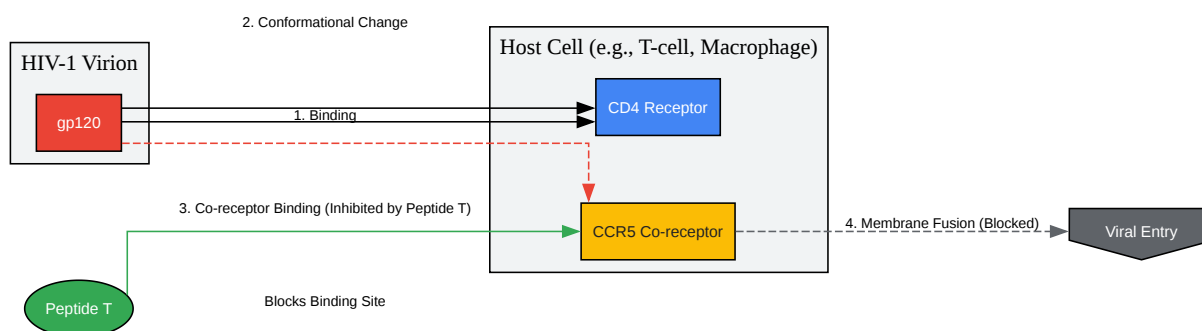 2. Conformational Change
HIV-1 Virion
Host Cell (e.g., T-cell, Macrophage)
gp120
1. Binding
CD4 Receptor
3. Co-receptor Binding (Inhibited by Peptide T)
CCR5 Co-receptor
4. Membrane Fusion (Blocked)
Viral Entry
Peptide T
Blocks Binding Site